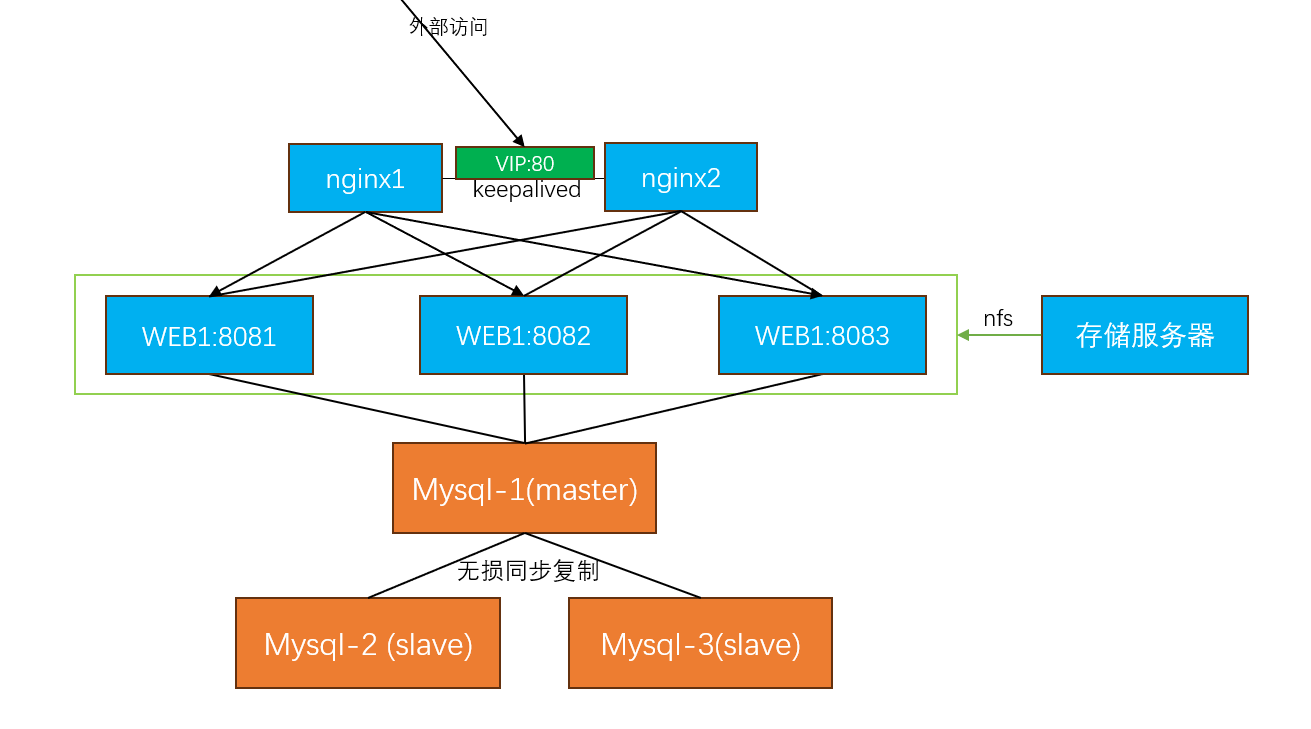 外部访问
nginx1
VIP:80
nginx2
keepalived
WEB1:8081
WEB1:8082
WEB1:8083
nfs
存储服务器
Mysql-1(master)
无损同步复制
Mysql-2 (slave)
Mysql-3(slave)